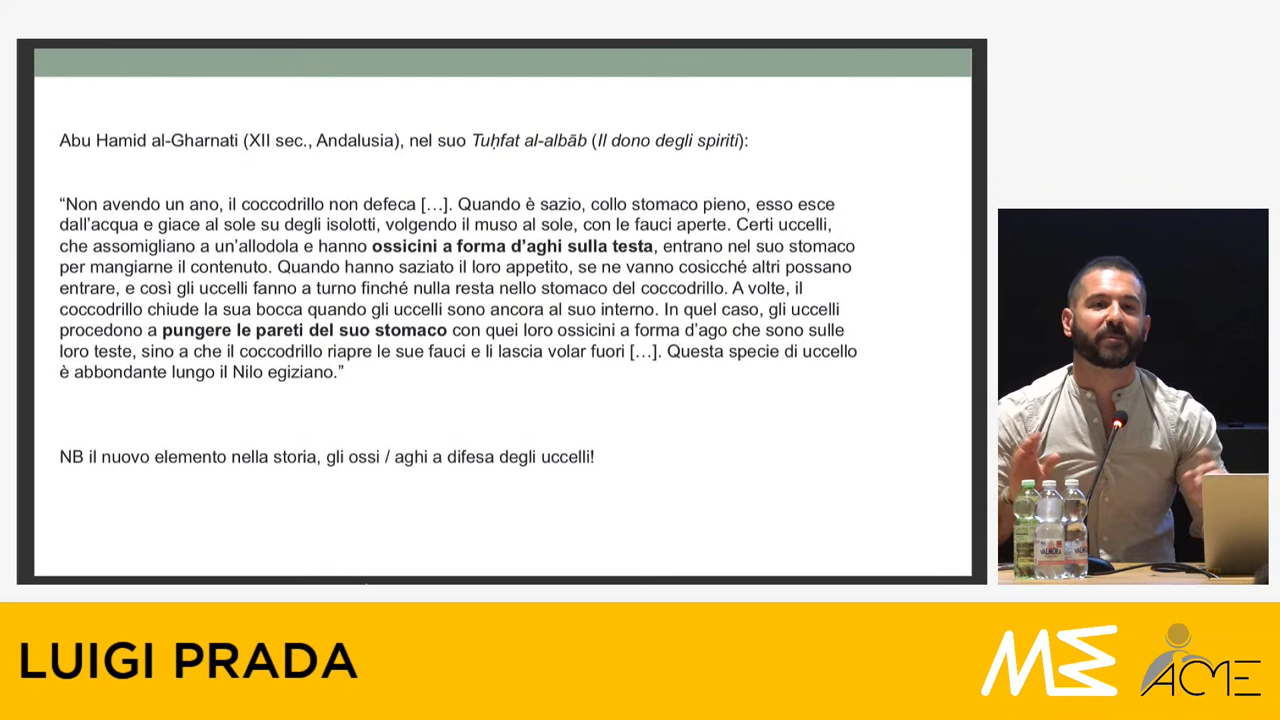 Abu Hamid al-Gharnati (XII sec., Andalusia), nel suo Tuḥfat al-albāb (Il dono degli spiriti):
“Non avendo un ano, il coccodrillo non defeca […]. Quando è sazio, collo stomaco pieno, esso esce
dall’acqua e giace al sole su degli isolotti, volgendo il muso al sole, con le fauci aperte. Certi uccelli,
che assomigliano a un’allodola e hanno ossicini a forma d’aghi sulla testa, entrano nel suo stomaco
per mangiarne il contenuto. Quando hanno saziato il loro appetito, se ne vanno cosicché altri possano
entrare, e così gli uccelli fanno a turno finché nulla resta nello stomaco del coccodrillo. A volte, il
coccodrillo chiude la sua bocca quando gli uccelli sono ancora al suo interno. In quel caso, gli uccelli
procedono a pungere le pareti del suo stomaco con quei loro ossicini a forma d’ago che sono sulle
loro teste, sino a che il coccodrillo riapre le sue fauci e li lascia volar fuori […]. Questa specie di uccello
è abbondante lungo il Nilo egiziano.”
NB il nuovo elemento nella storia, gli ossi / aghi a difesa degli uccelli!
VALMORA
LUIGI PRADA
ME
ACME